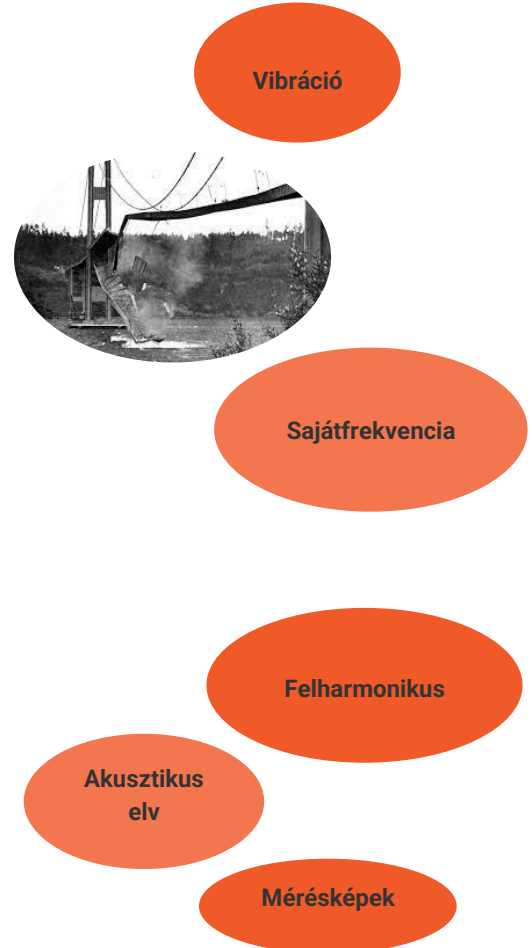 Vibráció
Sajátfrekvencia
Felharmonikus
Akusztikus
elv
Mérésképek